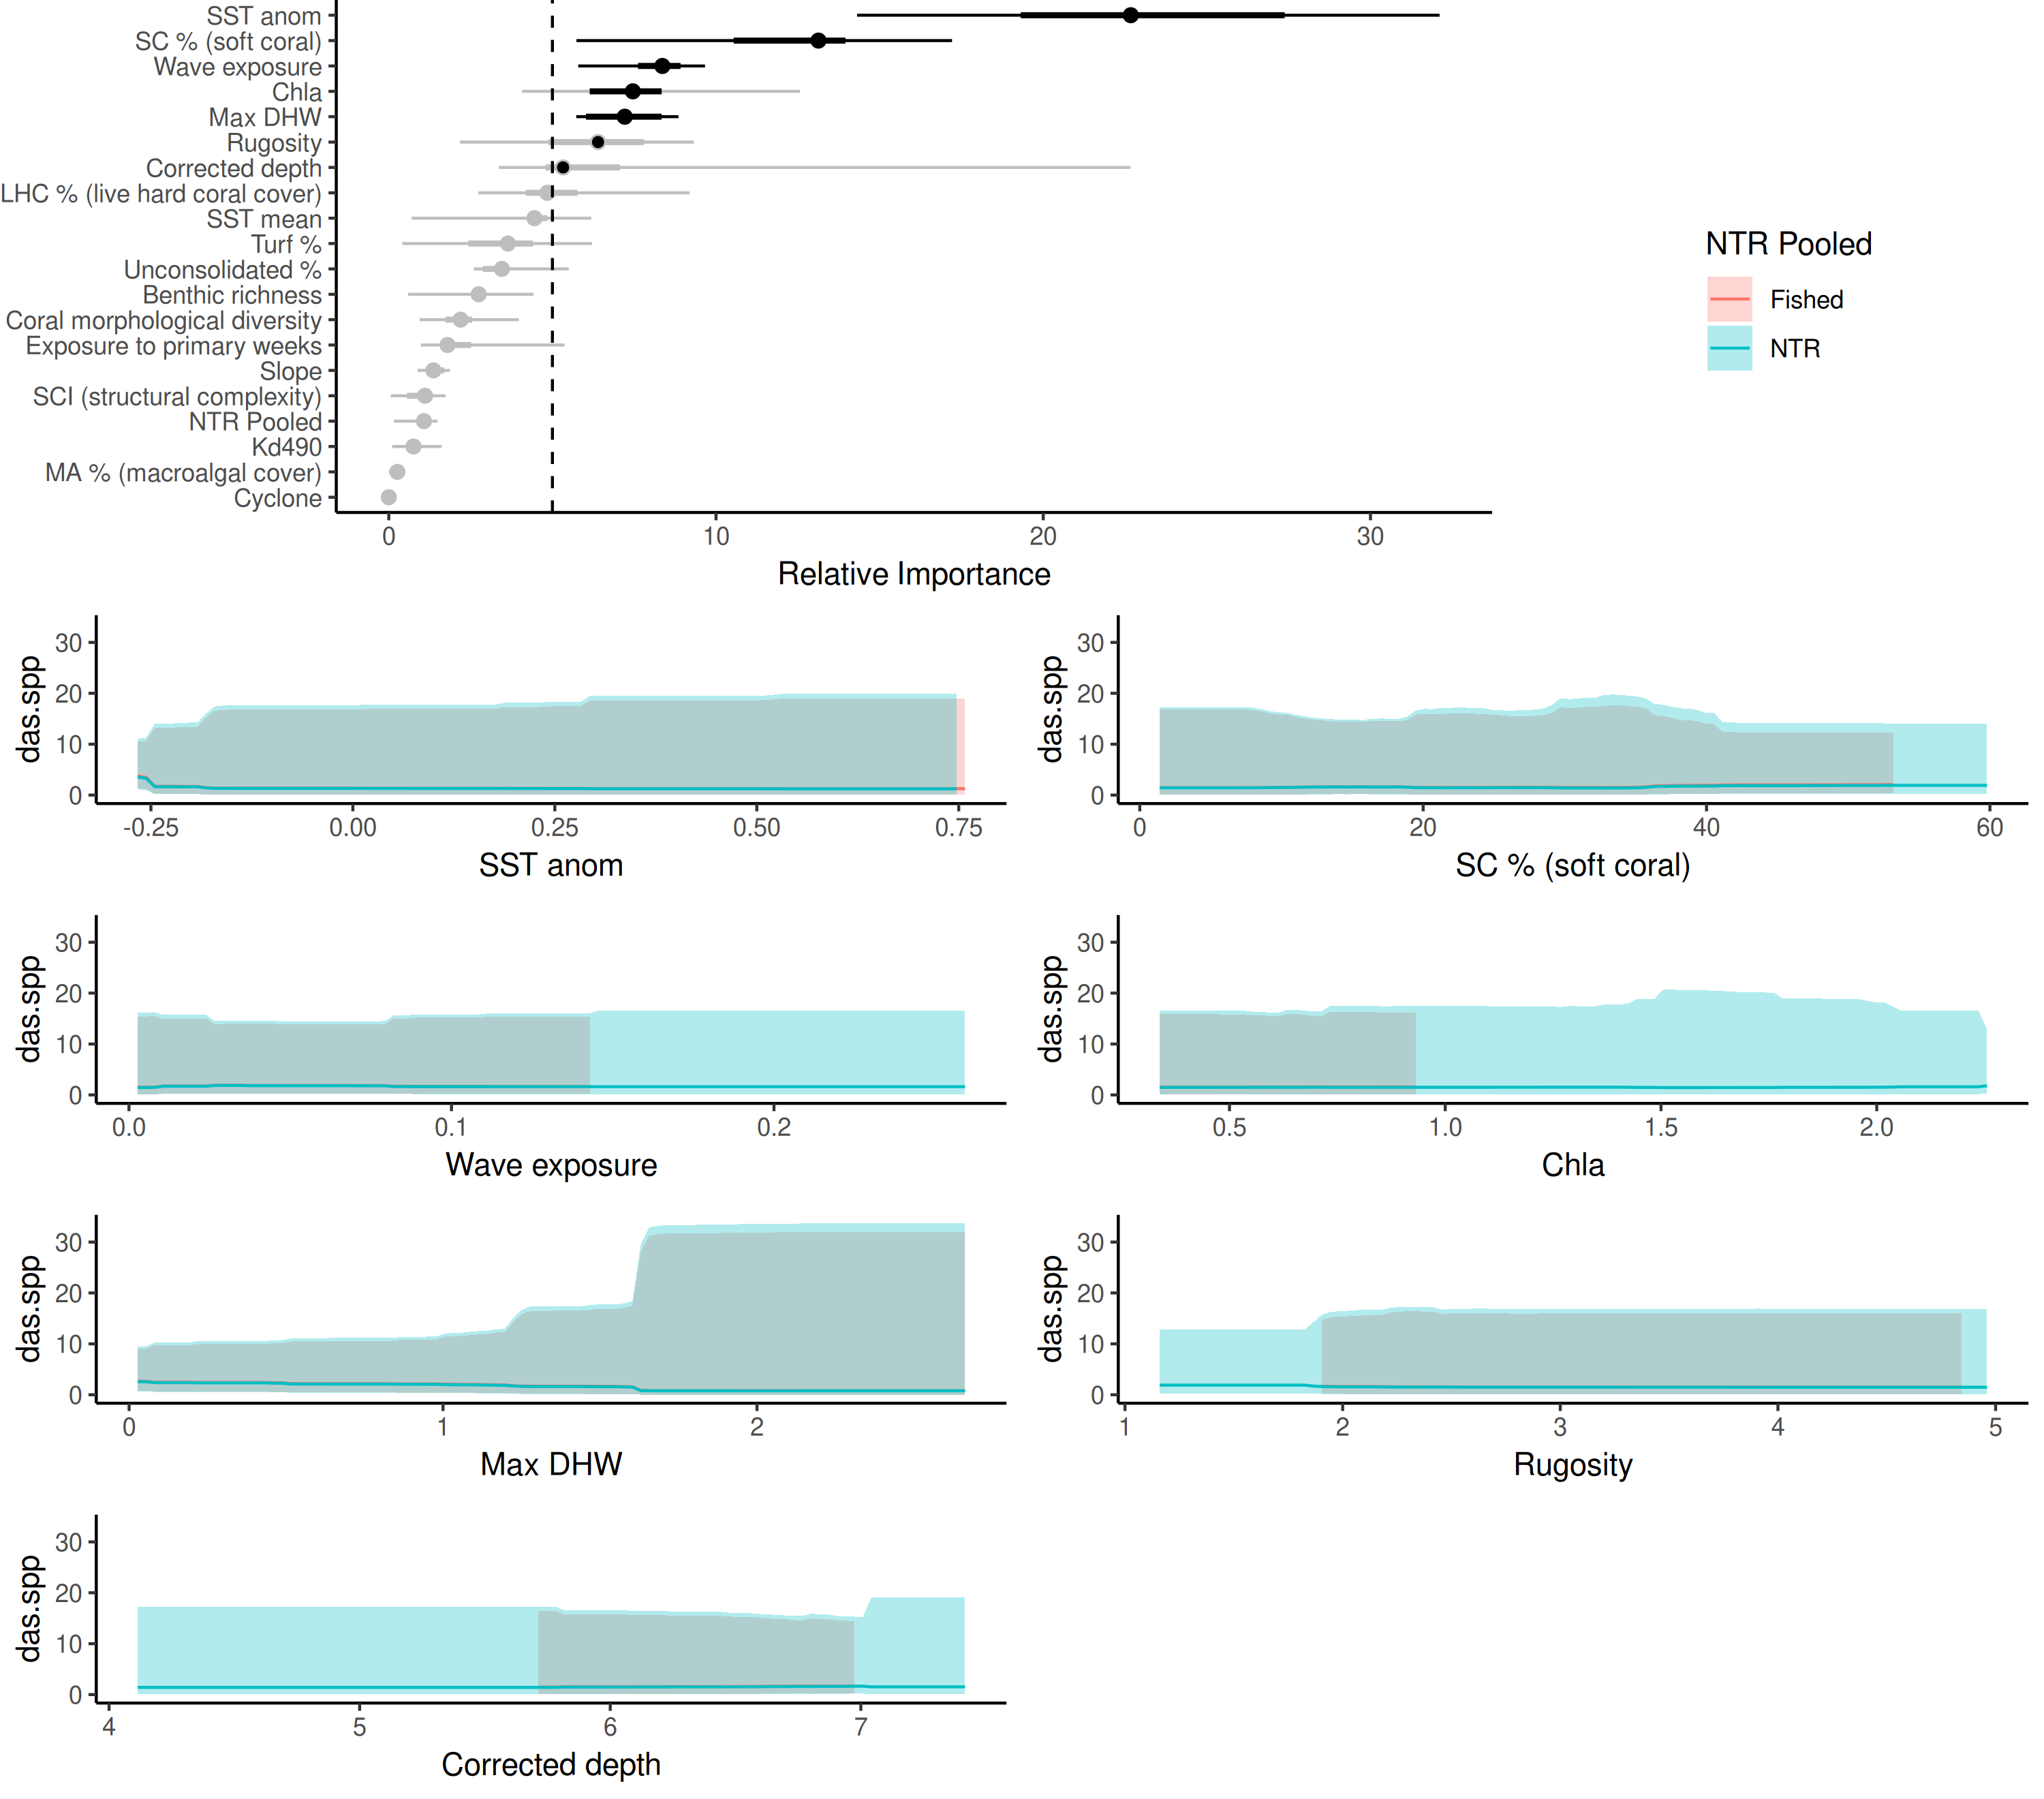 SST anom
SC % (soft coral)
Wave exposure
Chla
Max DHW
Rugosity
Corrected depth
LHC % (live hard coral cover)
SST mean
Turf %
Unconsolidated %
Benthic richness
Coral morphological diversity
Exposure to primary weeks
Slope
SCI (structural complexity)
NTR Pooled
Kd490
MA % (macroalgal cover)
Cyclone
0 10 20 30
Relative Importance
NTR Pooled
Fished
NTR
das.spp
30
20
10
0
-0.25 0.00 0.25 0.50 0.75
SST anom
das.spp
30
20
10
0
0 20 40 60
SC % (soft coral)
das.spp
30
20
10
0
0.0 0.1 0.2
Wave exposure
das.spp
30
20
10
0
0.5 1.0 1.5 2.0
Chla
das.spp
30
20
10
0
0 1 2
Max DHW
das.spp
30
20
10
0
1 2 3 4 5
Rugosity
das.spp
30
20
10
0
4 5 6 7
Corrected depth